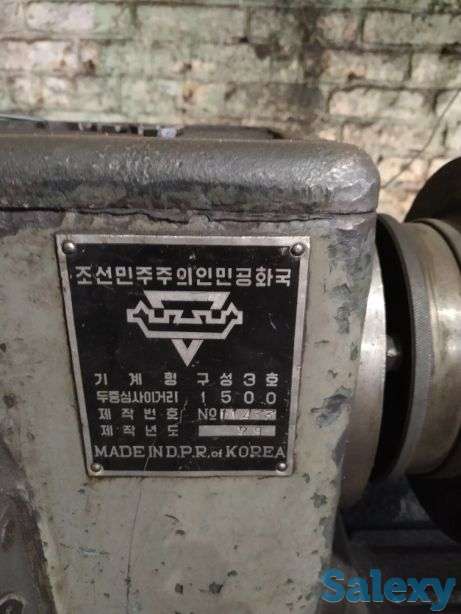 조선민주주의인민공화국
기계형 구성3호
두중심사이거리 1500
제작번호 №
제작년도
MADE IN D.P.R. of KOREA
Salexy